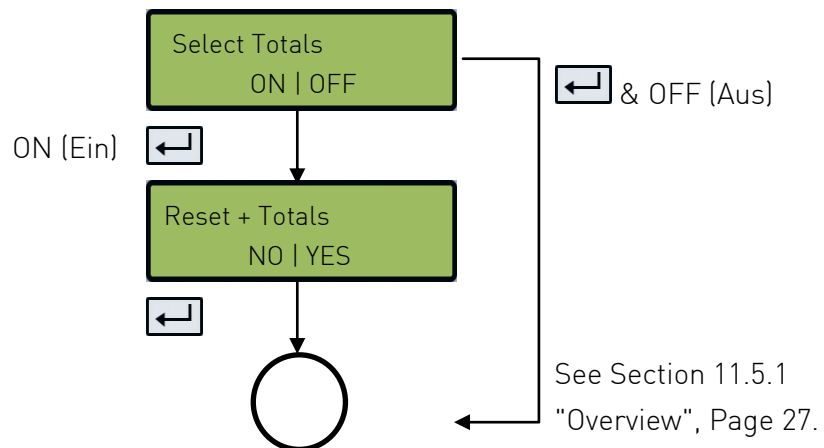 Select Totals
ON | OFF
& OFF (Aus)
ON (Ein)
Reset + Totals
NO | YES
See Section 11.5.1
"Overview", Page 27.